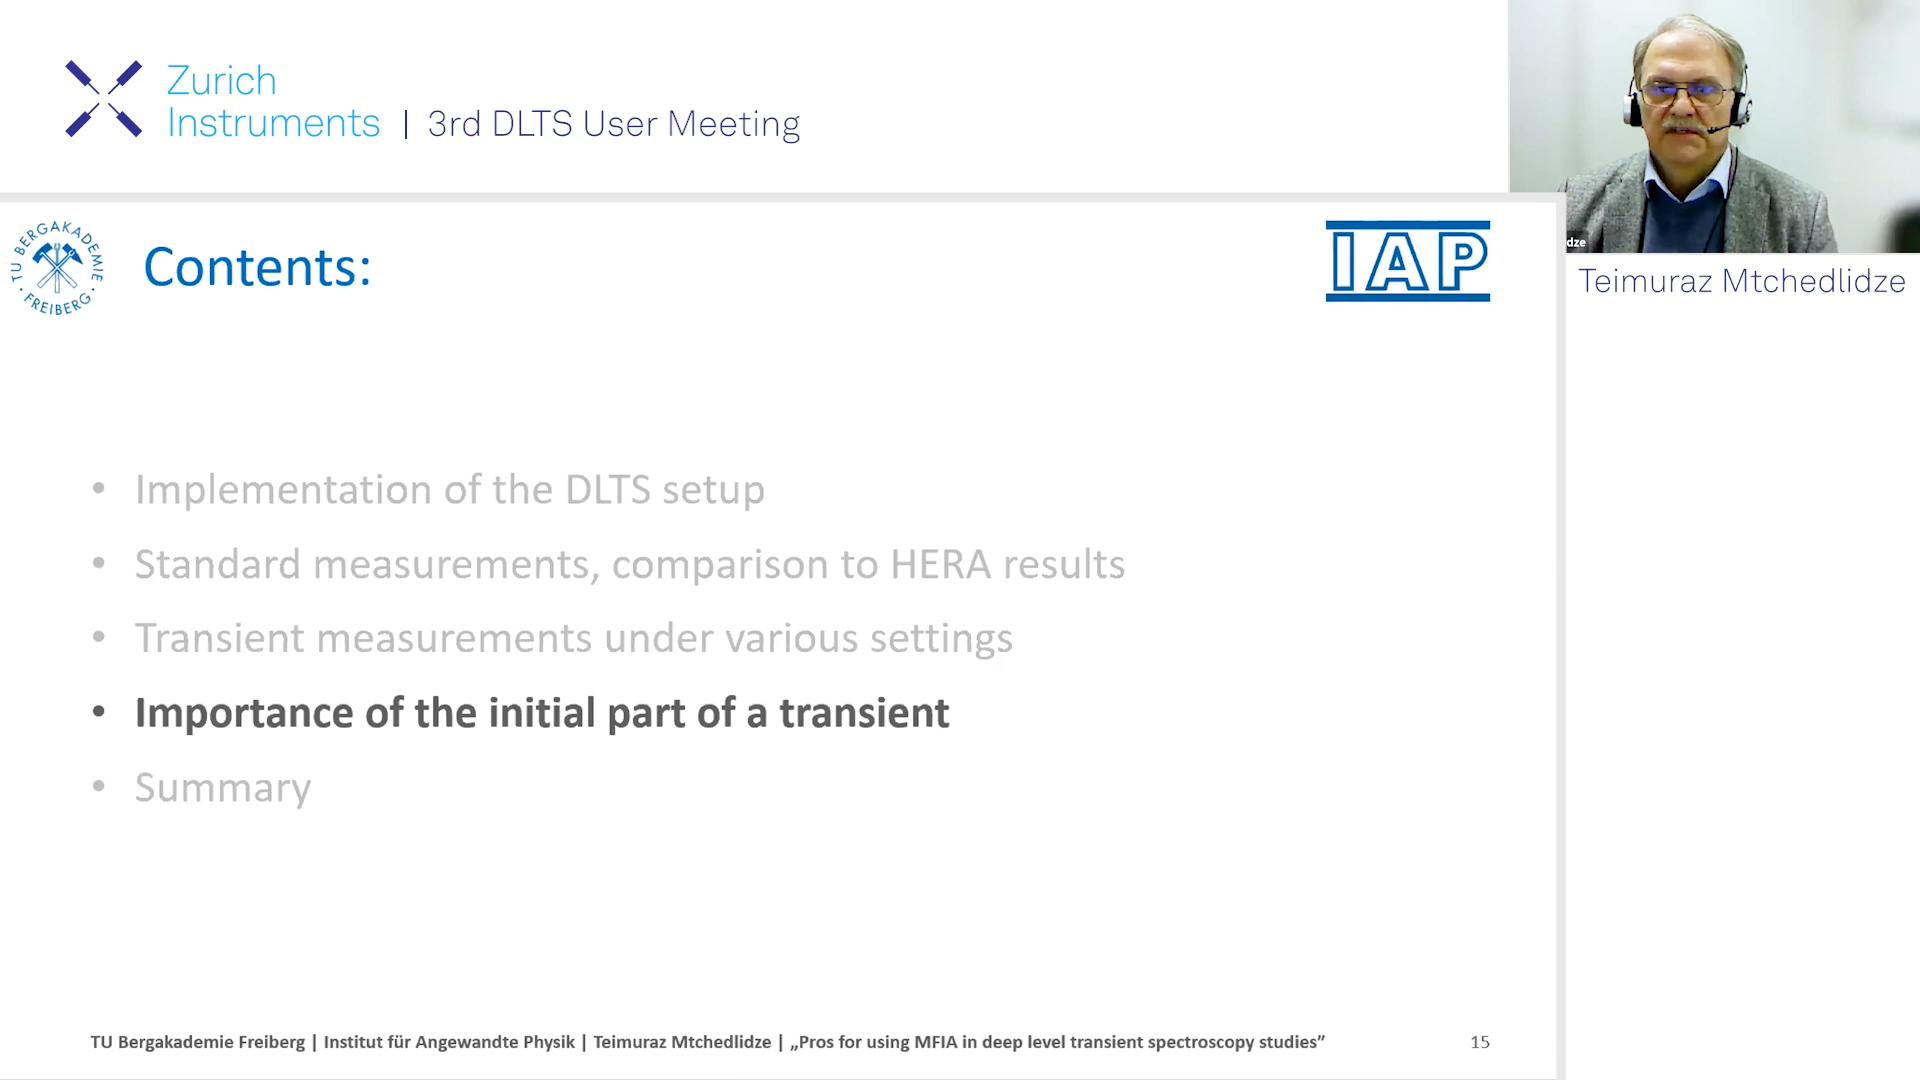 Zurich
Instruments | 3rd DLTS User Meeting
TU BERGAKADEMIE
· FREIBERG ·
Contents:
IAP
dze
Teimuraz Mtchedlidze
• Implementation of the DLTS setup
• Standard measurements, comparison to HERA results
• Transient measurements under various settings
• Importance of the initial part of a transient
• Summary
TU Bergakademie Freiberg | Institut für Angewandte Physik | Teimuraz Mtchedlidze | „Pros for using MFIA in deep level transient spectroscopy studies”
15